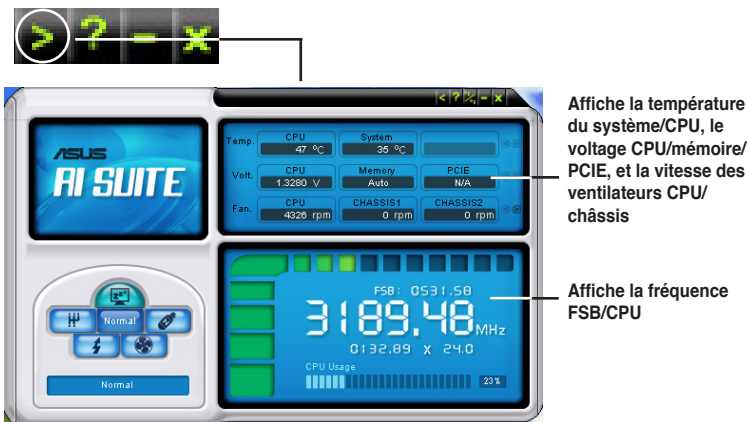 > ? - x
< ? °C/°F - x
ASUS
AI SUITE
Temp. CPU System
47 °C 35 °C
Volt. CPU Memory PCIE
1.3280 V Auto N/A
Fan. CPU CHASSIS1 CHASSIS2
4326 rpm 0 rpm 0 rpm
Affiche la température
du système/CPU, le
voltage CPU/mémoire/
PCIE, et la vitesse des
ventilateurs CPU/
châssis
zzz
Normal
Normal
FSB: 0531.58
3189.48 MHz
0132.89 x 24.0
CPU Usage
23%
Affiche la fréquence
FSB/CPU